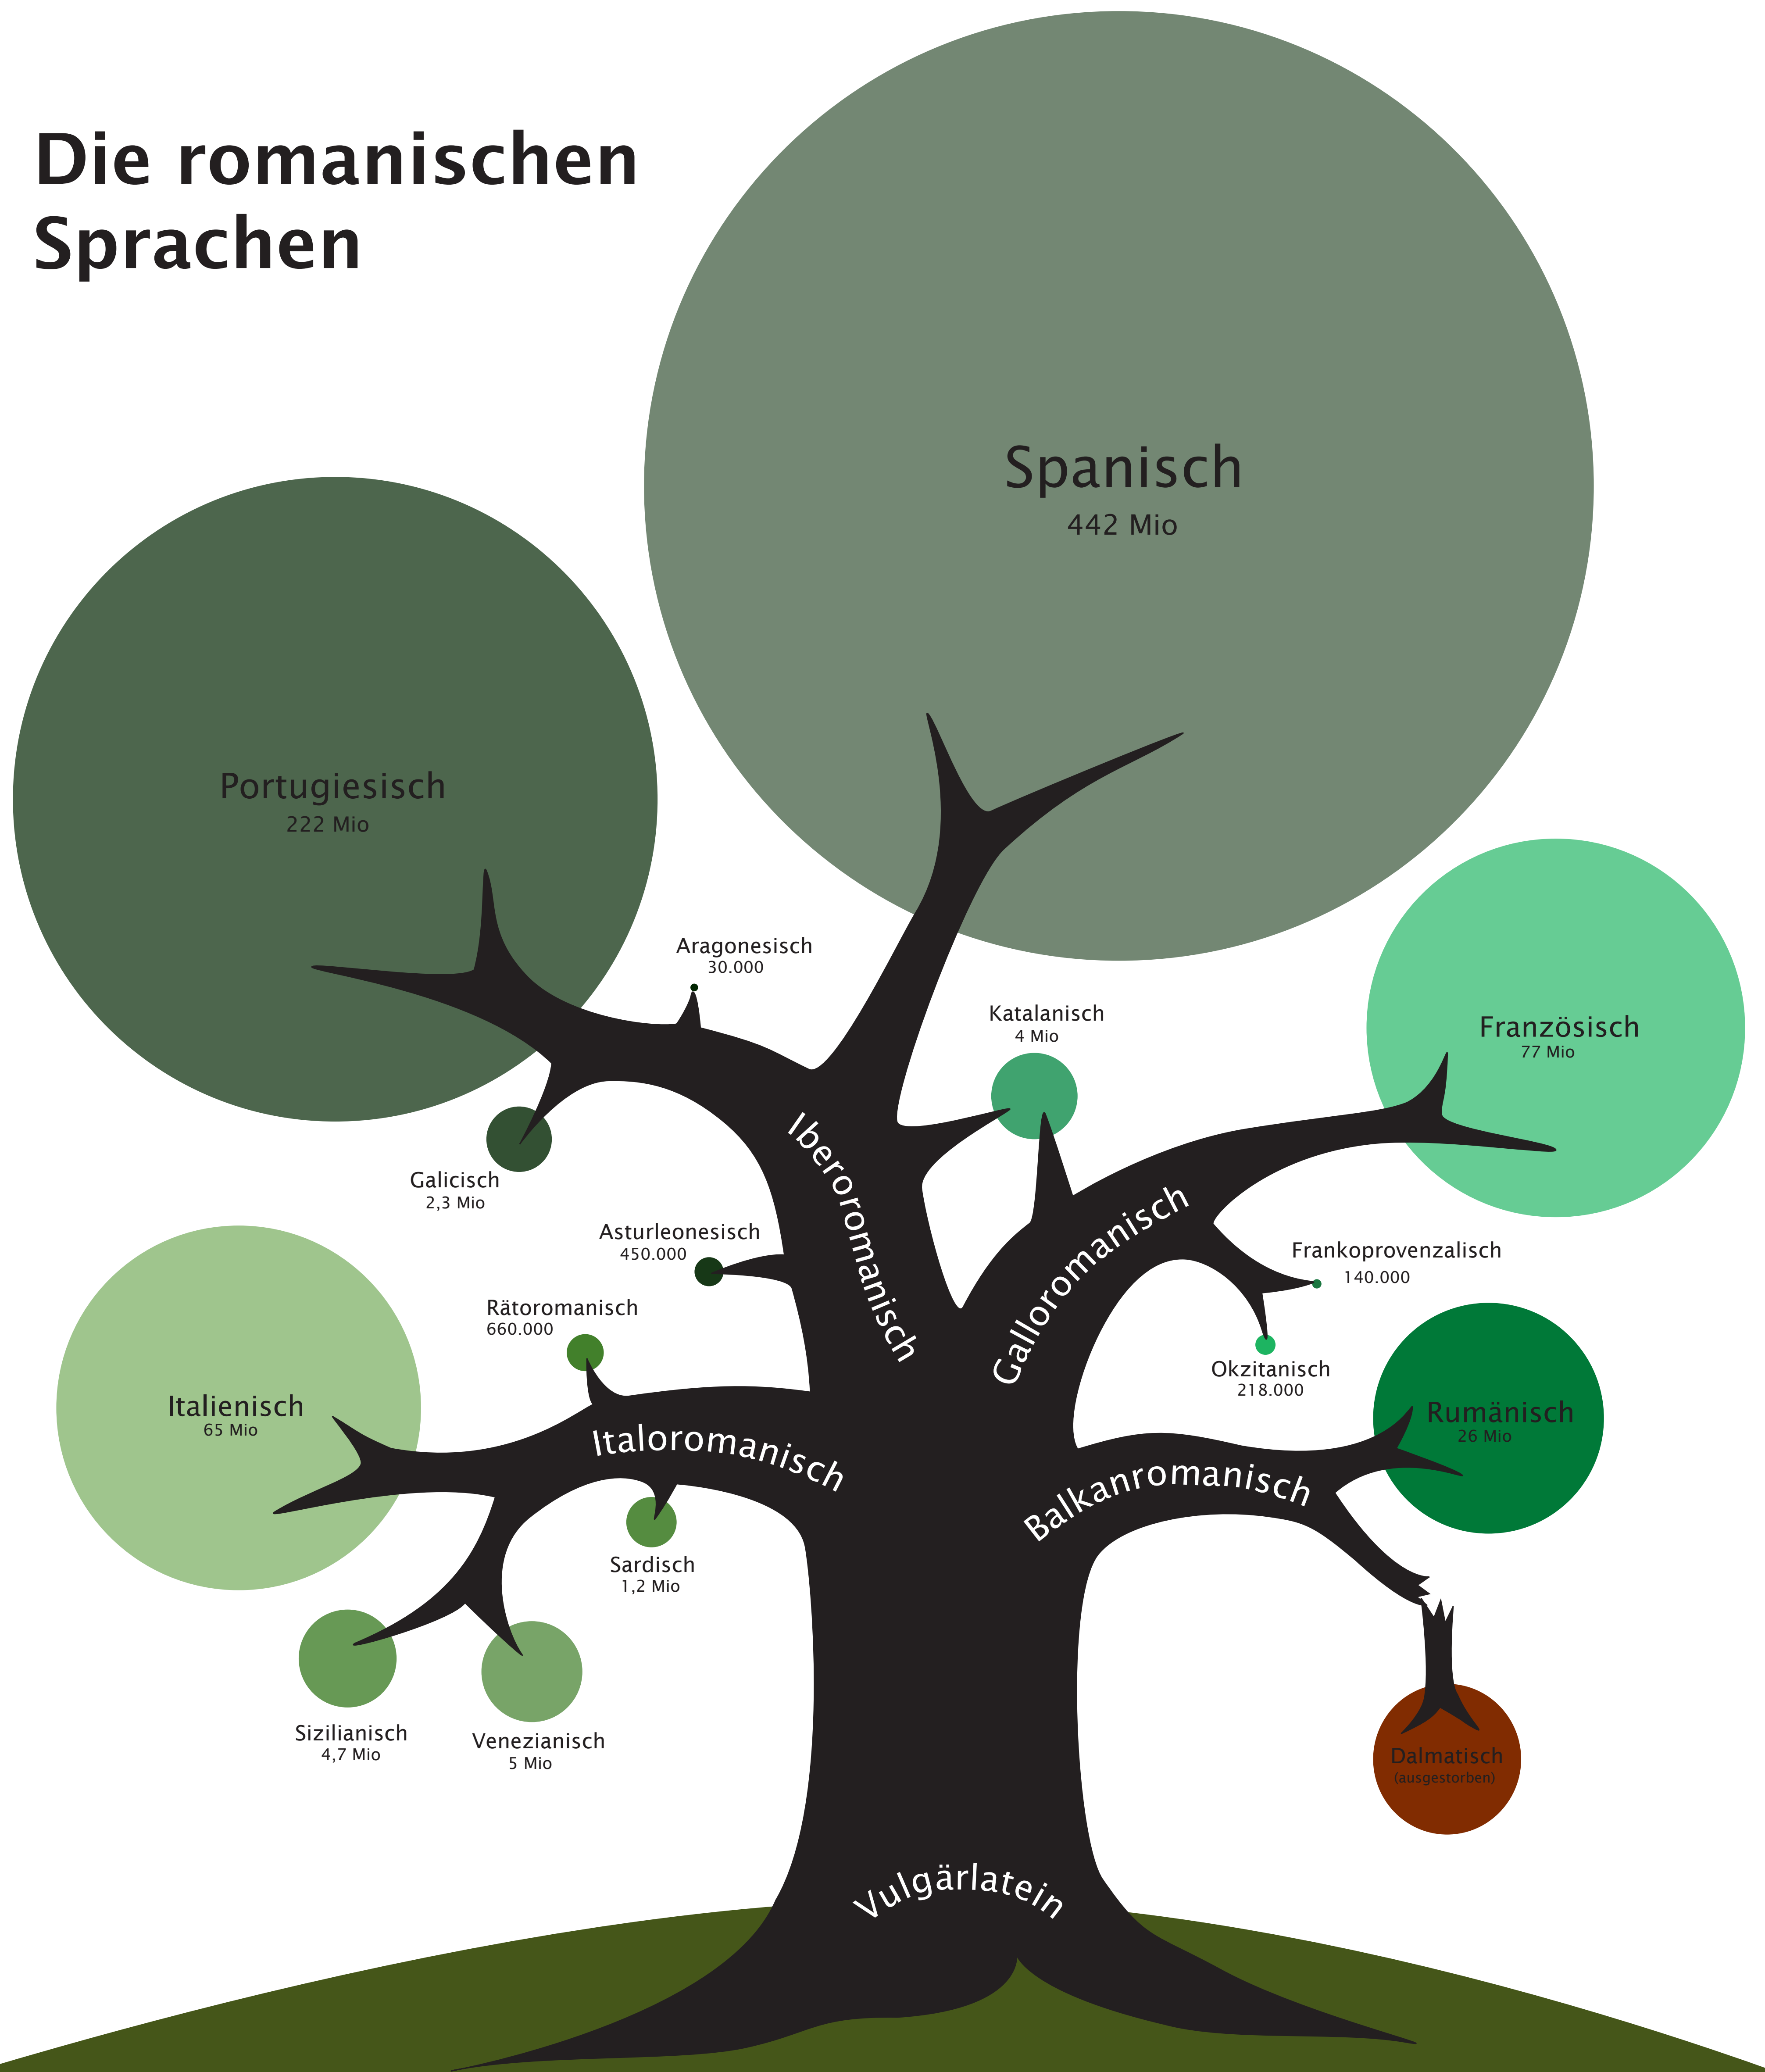 Die romanischen
Sprachen
Spanisch
442 Mio
Portugiesisch
222 Mio
Aragonesisch
30.000
Katalanisch
4 Mio
Französisch
77 Mio
Galicisch
2,3 Mio
Iberoromanisch
Galloromanisch
Asturleonesisch
450.000
Frankoprovenzalisch
140.000
Rätoromanisch
660.000
Okzitanisch
218.000
Italienisch
65 Mio
Rumänisch
26 Mio
Italoromanisch
Balkanromanisch
Sardisch
1,2 Mio
Sizilianisch
4,7 Mio
Venezianisch
5 Mio
Dalmatisch
(ausgestorben)
Vulgärlatein